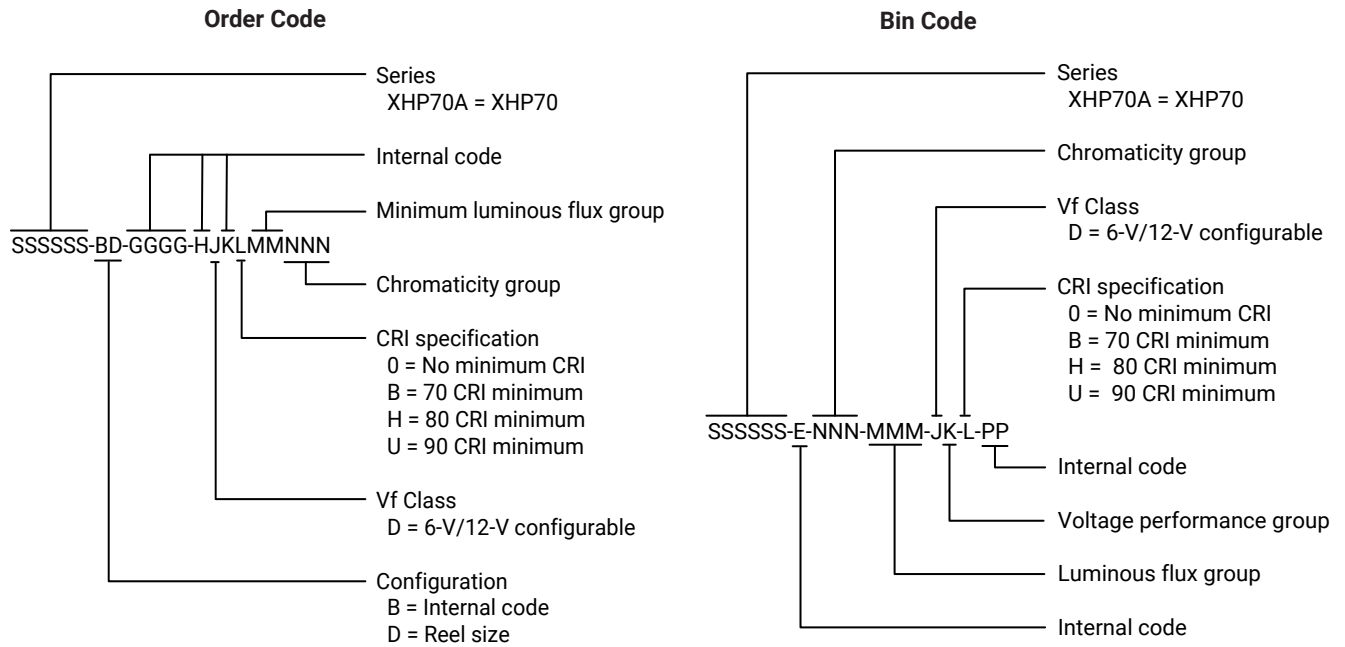 Order Code
Series
XHP70A = XHP70
Internal code
Minimum luminous flux group
SSSSSS-BD-GGGG-HJKLMMNNN
Chromaticity group
CRI specification
0 = No minimum CRI
B = 70 CRI minimum
H = 80 CRI minimum
U = 90 CRI minimum
Vf Class
D = 6-V/12-V configurable
Configuration
B = Internal code
D = Reel size
Bin Code
Series
XHP70A = XHP70
Chromaticity group
Vf Class
D = 6-V/12-V configurable
CRI specification
0 = No minimum CRI
B = 70 CRI minimum
H = 80 CRI minimum
U = 90 CRI minimum
SSSSSS-E-NNN-MMM-JK-L-PP
Internal code
Voltage performance group
Luminous flux group
Internal code